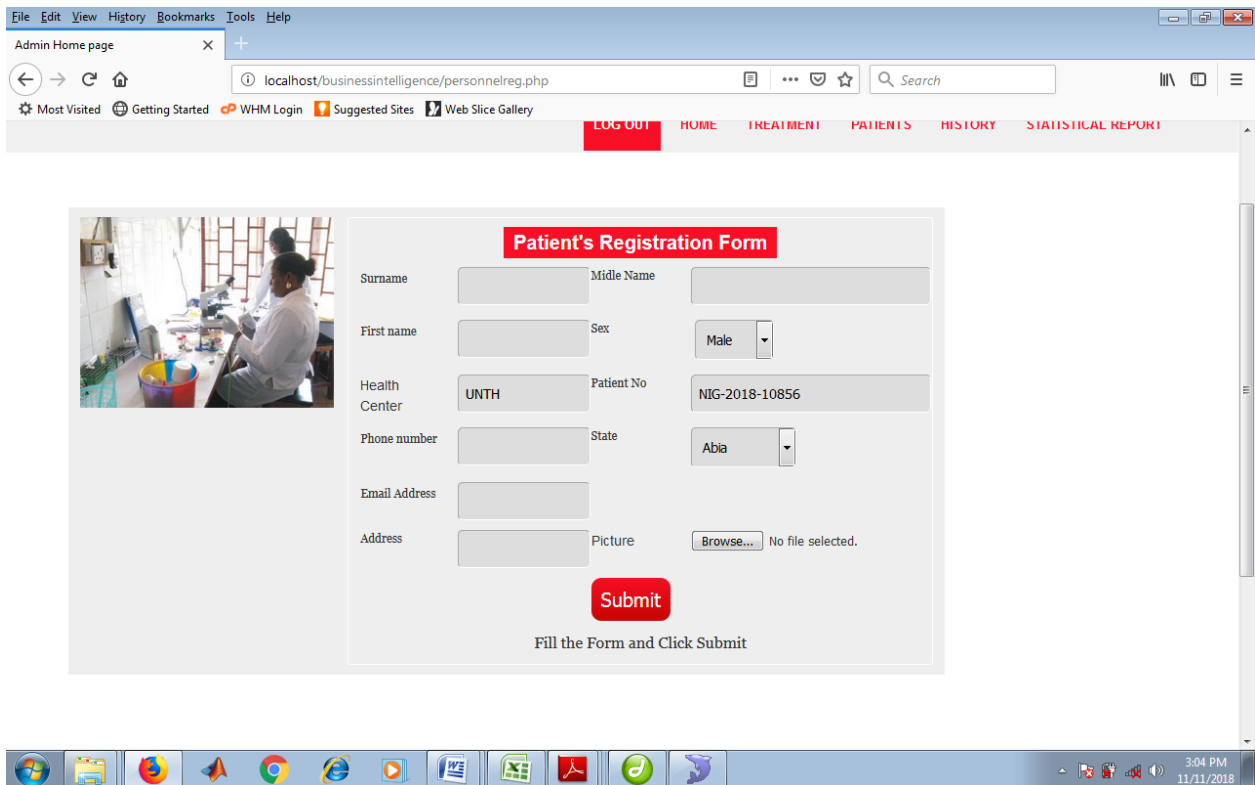 File Edit View History Bookmarks Tools Help
Admin Home page
localhost/businessintelligence/personnelreg.php
Search
Most Visited Getting Started cP WHM Login Suggested Sites Web Slice Gallery
LOG OUT HOME TREATMENT PATIENTS HISTORY STATISTICAL REPORT
Patient's Registration Form
Surname Midle Name
First name Sex Male
Health Center UNTH Patient No NIG-2018-10856
Phone number State Abia
Email Address
Address Picture Browse... No file selected.
Submit
Fill the Form and Click Submit
3:04 PM
11/11/2018